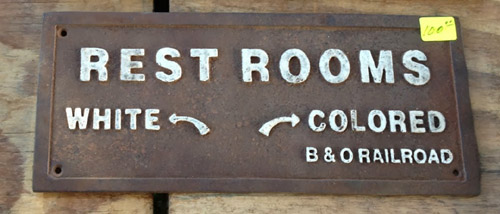 REST ROOMS
WHITE COLORED
B & O RAILROAD